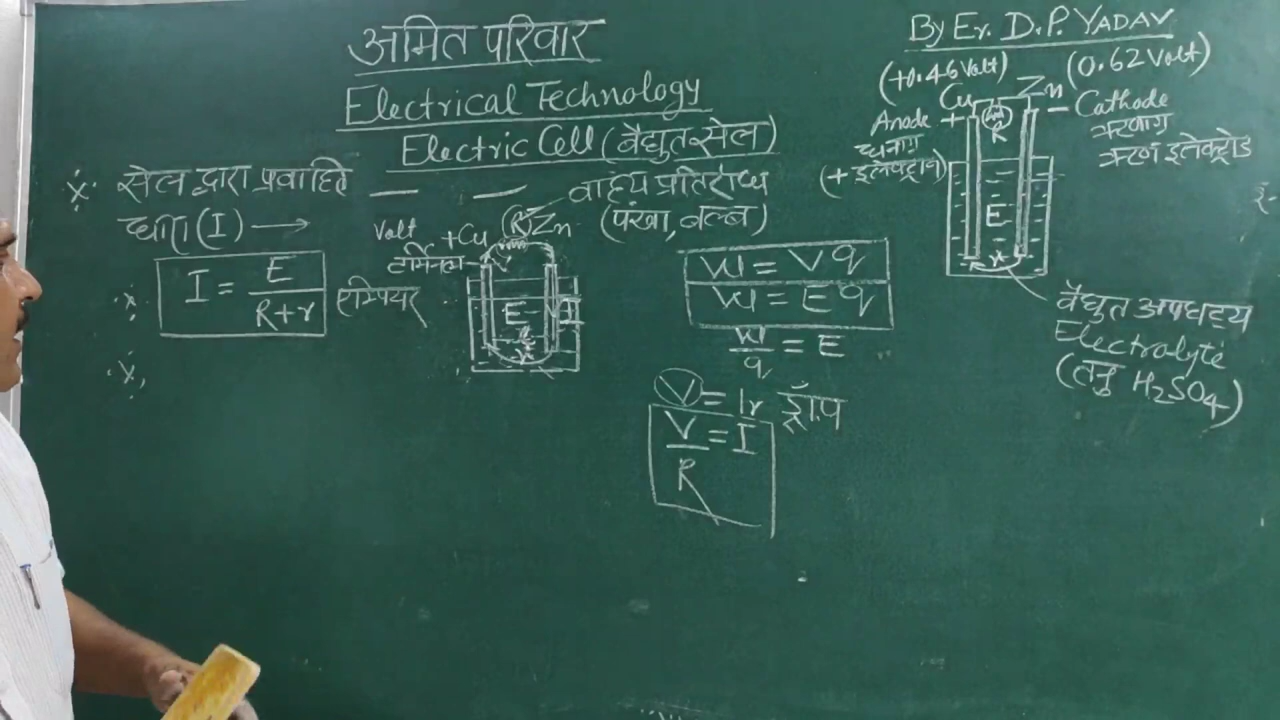 अमित परिवार
By Er. D.P. YADAV
Electrical Technology
Electric Cell (वैधुत सेल)
सेल द्वारा प्रवाहित — — वाहय प्रतिरोध
धारा (I) → (पंखा, बल्ब)
Volt
+Cu (R) Zn
टर्मिनल
V
E
r
I = E / R+r एम्पियर
W = Vq
W = Eq
W/q = E
V = Ir ड्रॉप
V/R = I
(+0.46 Volt) (0.62 Volt)
Cu Zn
Anode + − Cathode
R
धनाग्र ऋणाग्र
ऋण इलेक्ट्रोड
E
r
वैधुत अपघट्य
Electrolyte
(तनु H₂SO₄)